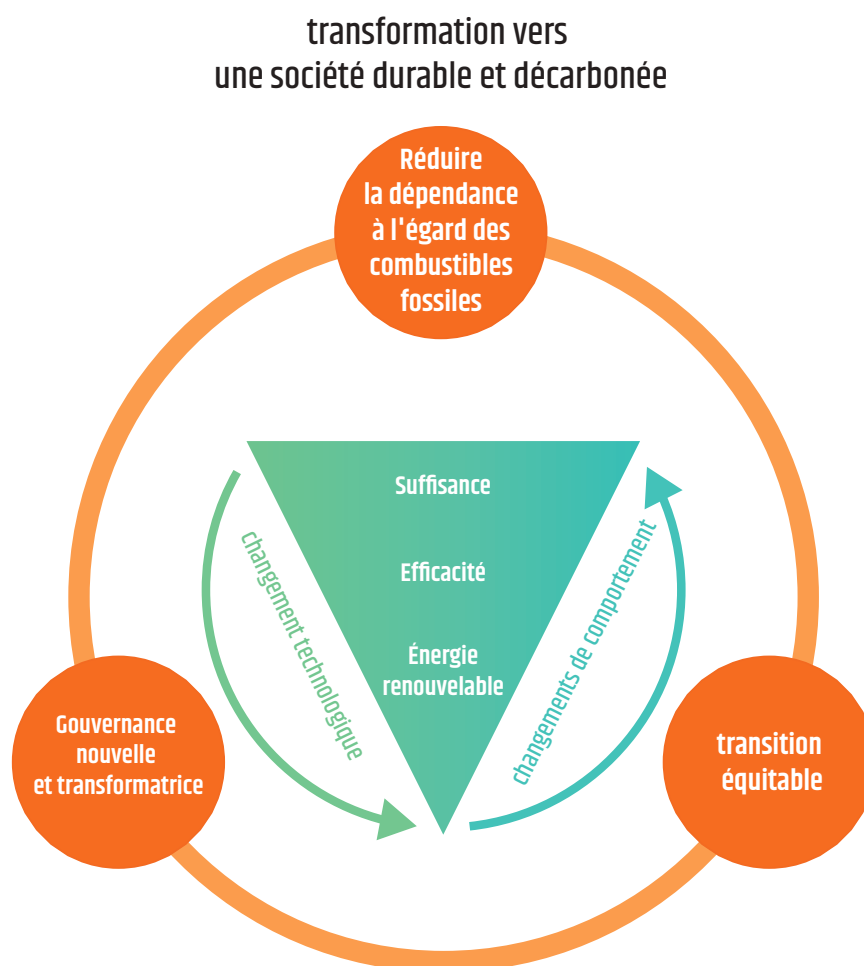 transformation vers
une société durable et décarbonée
Réduire
la dépendance
à l'égard des
combustibles
fossiles
Suffisance
Efficacité
Énergie
renouvelable
changement technologique
changements de comportement
Gouvernance
nouvelle
et transformatrice
transition
équitable